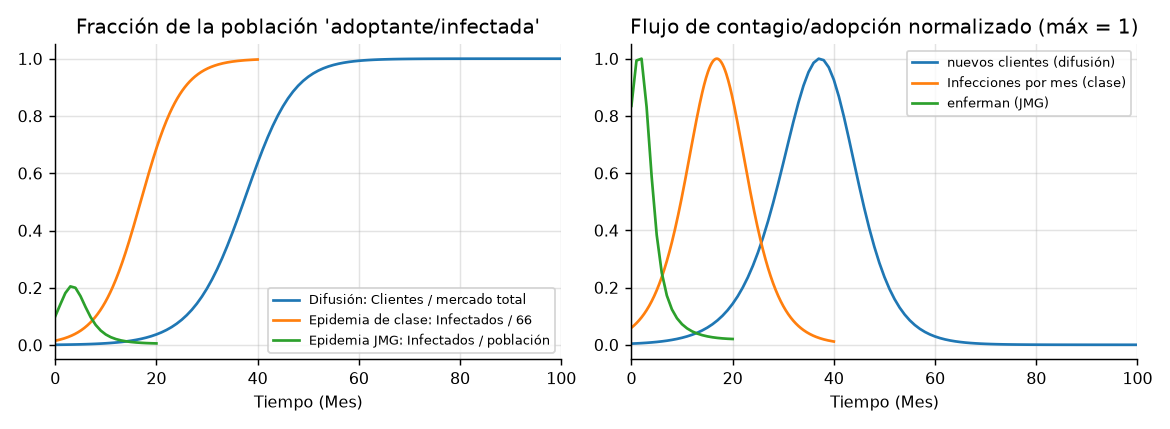 Fracción de la población 'adoptante/infectada'
1.0
0.8
0.6
0.4
0.2
0.0
0 20 40 60 80 100
Tiempo (Mes)
Difusión: Clientes / mercado total
Epidemia de clase: Infectados / 66
Epidemia JMG: Infectados / población
Flujo de contagio/adopción normalizado (máx = 1)
1.0
0.8
0.6
0.4
0.2
0.0
0 20 40 60 80 100
Tiempo (Mes)
nuevos clientes (difusión)
Infecciones por mes (clase)
enferman (JMG)